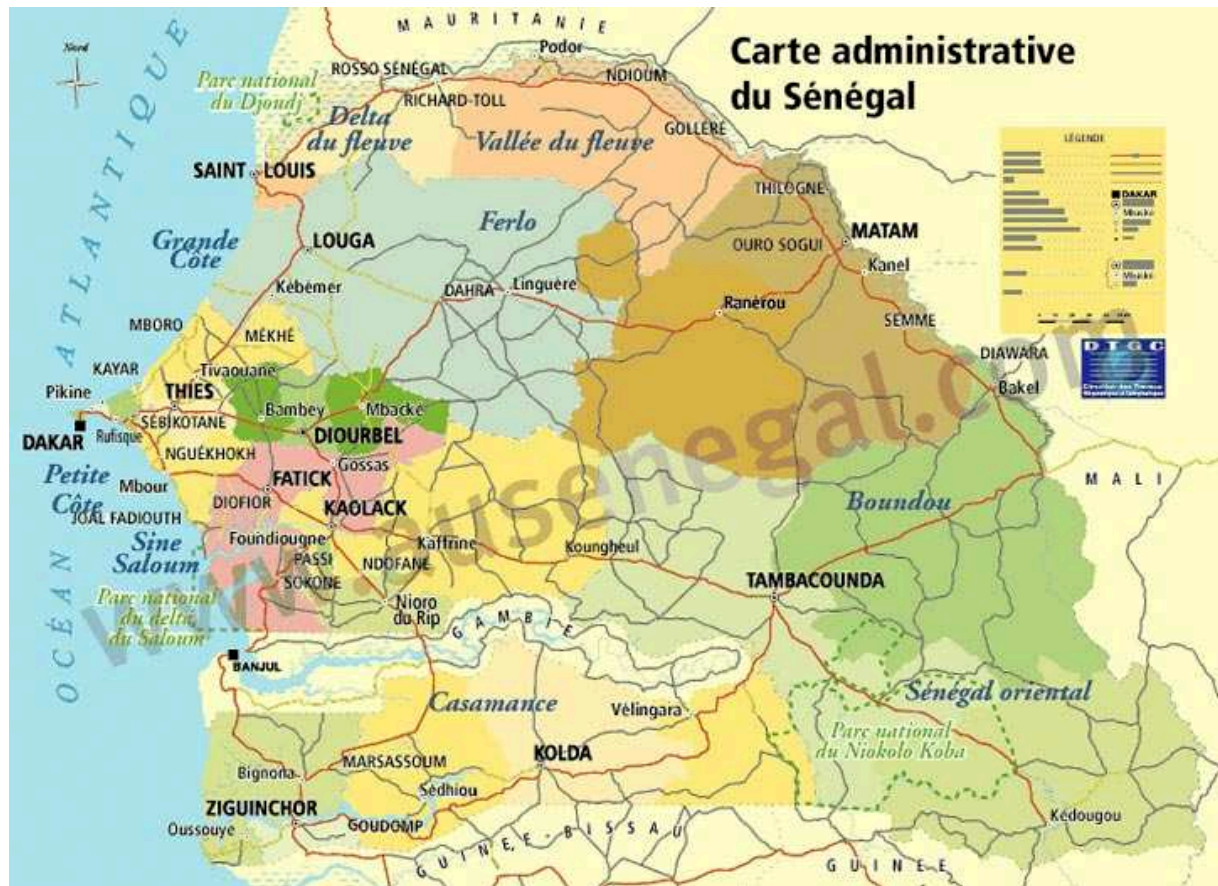 Carte administrative
du Sénégal
Nord
MAURITANIE
OCÉAN ATLANTIQUE
Podor
ROSSO SÉNÉGAL
NDIOUM
Parc national
du Djoudj
RICHARD-TOLL
Delta
du fleuve
Vallée du fleuve
GOLLERE
LÉGENDE
DAKAR
Mbacké
Mbacké
SAINT LOUIS
THILOGNE
Grande
Côte
LOUGA
Ferlo
OURO SOGUI
MATAM
Kanel
Kébémer
DAHRA
Linguère
Ranérou
SEMME
MBORO
MÉKHÉ
DIAWARA
DTGC
KAYAR
Tivaouane
Bakel
Pikine
THIÈS
Bambey
Mbacké
SÉBIKOTANE
DAKAR
Rufisque
DIOURBEL
NGUÉKHOKH
Gossas
Petite
Côte
Mbour
FATICK
MALI
DIOFIOR
KAOLACK
Boundou
JOAL FADIOUTH
Sine
Saloum
Foundiougne
Kaffrine
Koungheul
PASSI
NDOFANE
SOKONE
TAMBACOUNDA
Parc national
du delta
du Saloum
Nioro
du Rip
GAMBIE
BANJUL
Casamance
Vélingara
Sénégal oriental
Parc national
du Niokolo Koba
Bignona
MARSASSOUM
KOLDA
Sédhiou
ZIGUINCHOR
GOUDOMP
Oussouye
Kédougou
GUINEE-BISSAU
GUINEE
www.ausenegal.com